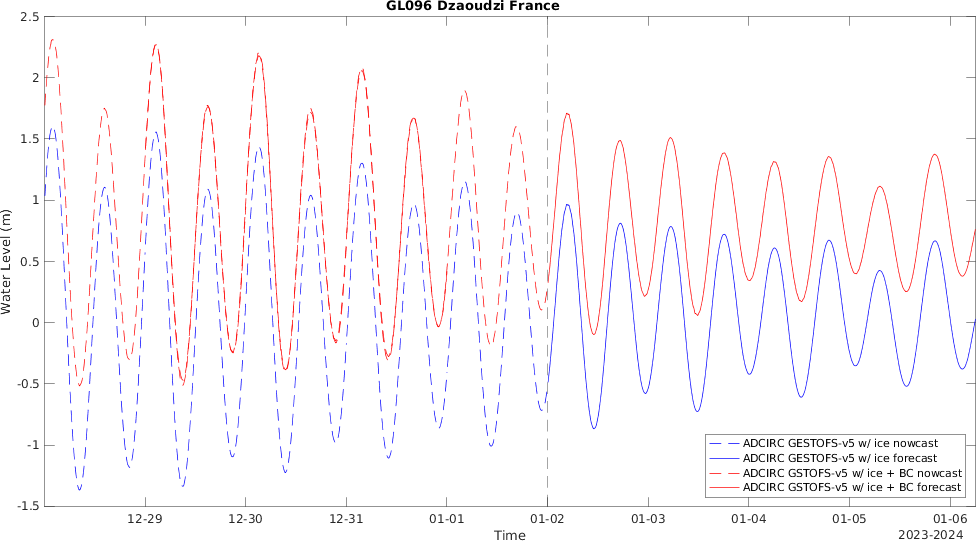 GL096 Dzaoudzi France
2.5
2
1.5
1
0.5
0
-0.5
-1
-1.5
Water Level (m)
ADCIRC GESTOFS-v5 w/ ice nowcast
ADCIRC GESTOFS-v5 w/ ice forecast
ADCIRC GSTOFS-v5 w/ ice + BC nowcast
ADCIRC GSTOFS-v5 w/ ice + BC forecast
12-29 12-30 12-31 01-01 01-02 01-03 01-04 01-05 01-06
2023-2024
Time